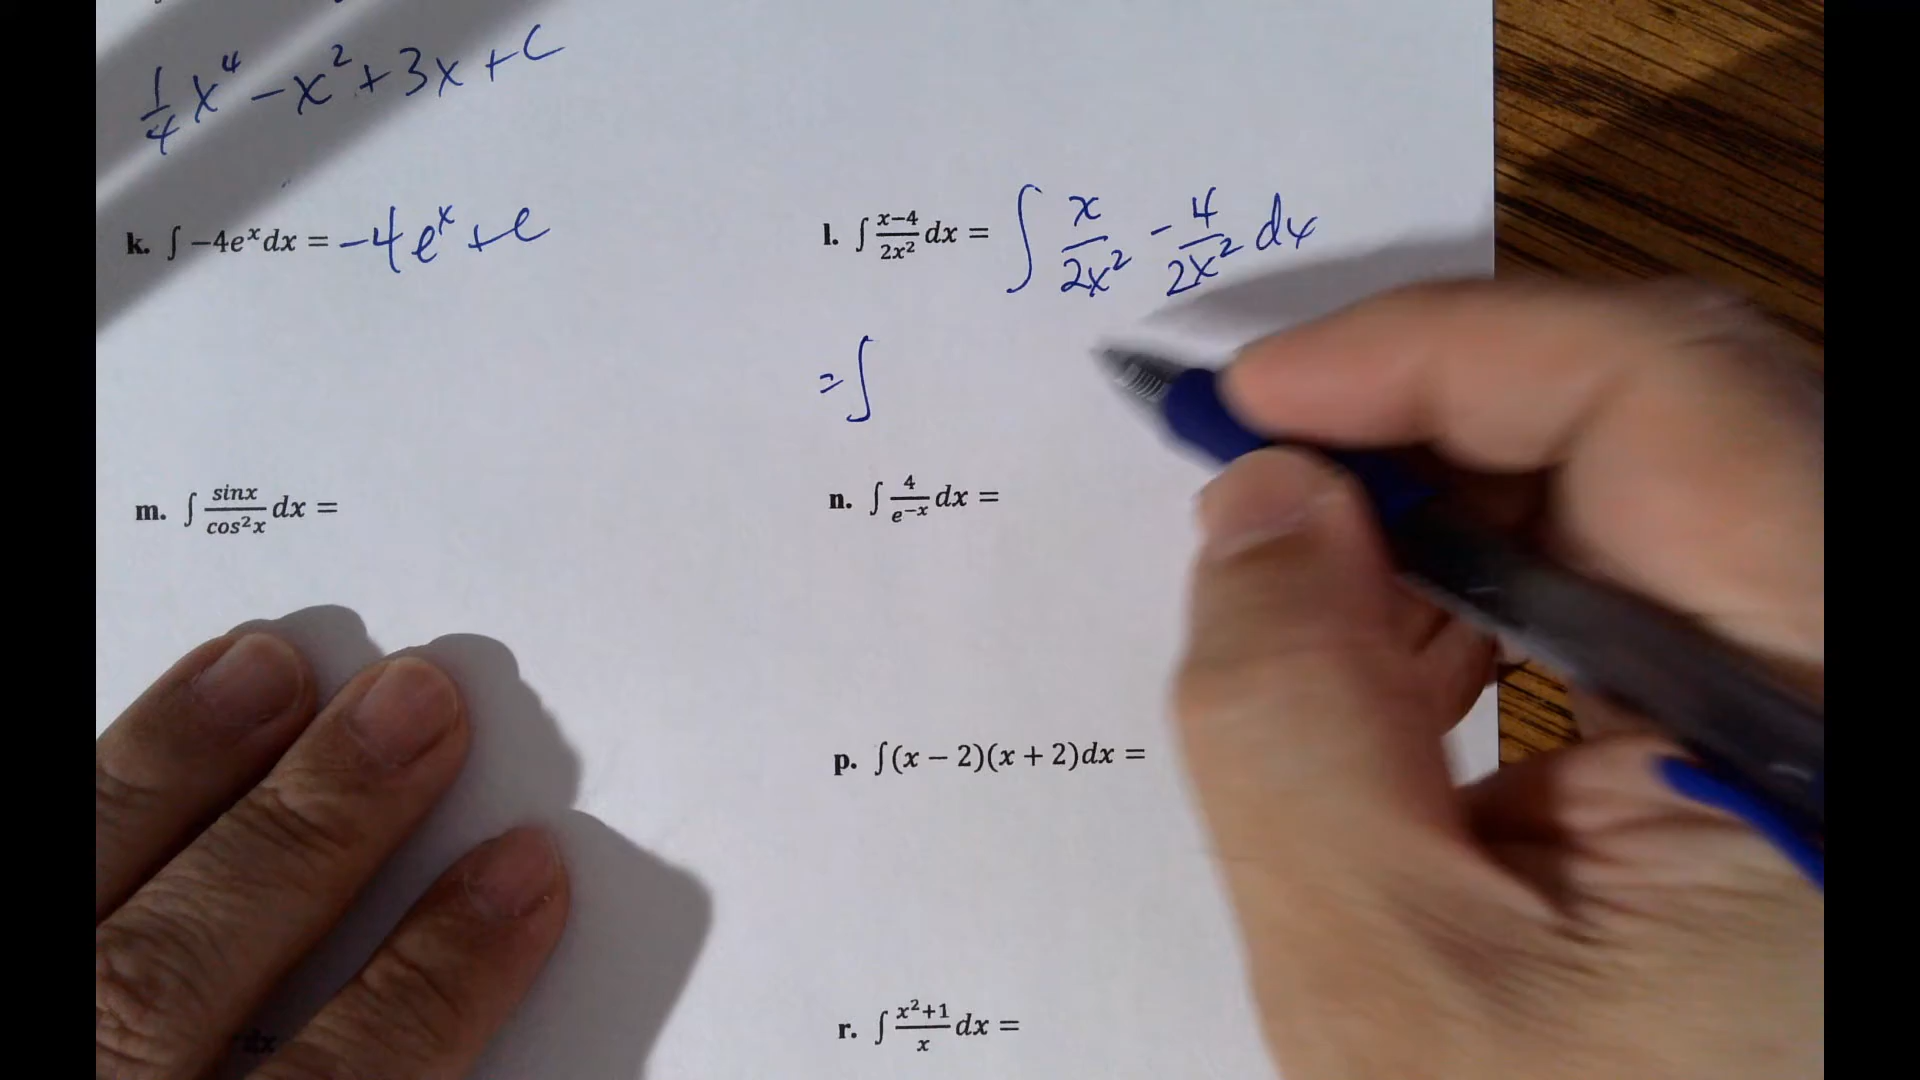 1/4 x⁴ − x² + 3x + C
k. ∫ −4eˣdx = −4eˣ + c
l. ∫ (x−4)/(2x²) dx = ∫ x/(2x²) − 4/(2x²) dx
= ∫
m. ∫ sinx/cos²x dx =
n. ∫ 4/e⁻ˣ dx =
p. ∫(x − 2)(x + 2)dx =
r. ∫ (x²+1)/x dx =
dx